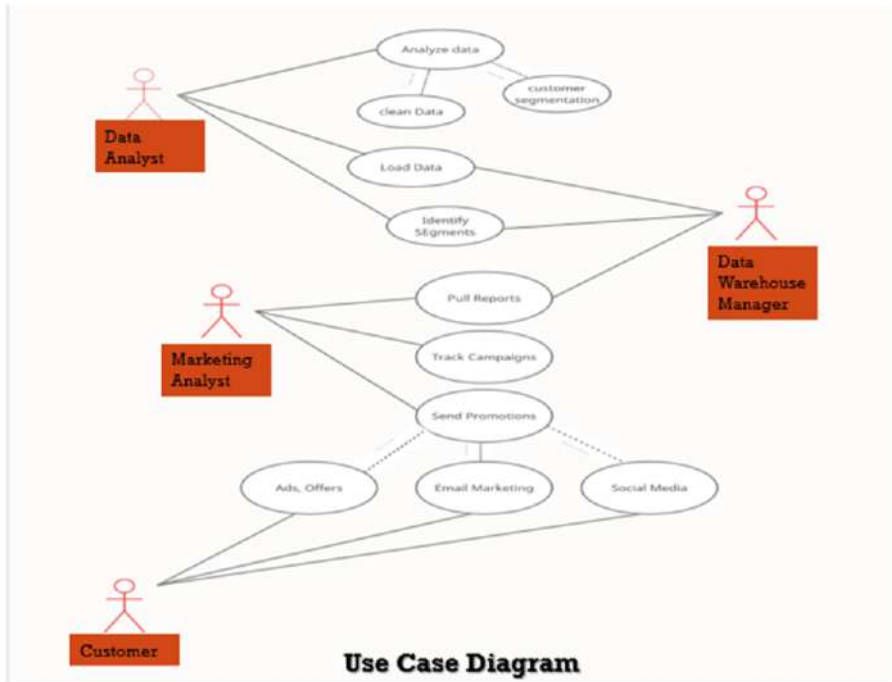 Analyze data
customer
segmentation
clean Data
Data
Analyst
Load Data
Identify
SEgments
Data
Warehouse
Manager
Pull Reports
Marketing
Analyst
Track Campaigns
Send Promotions
Ads, Offers
Email Marketing
Social Media
Customer
Use Case Diagram